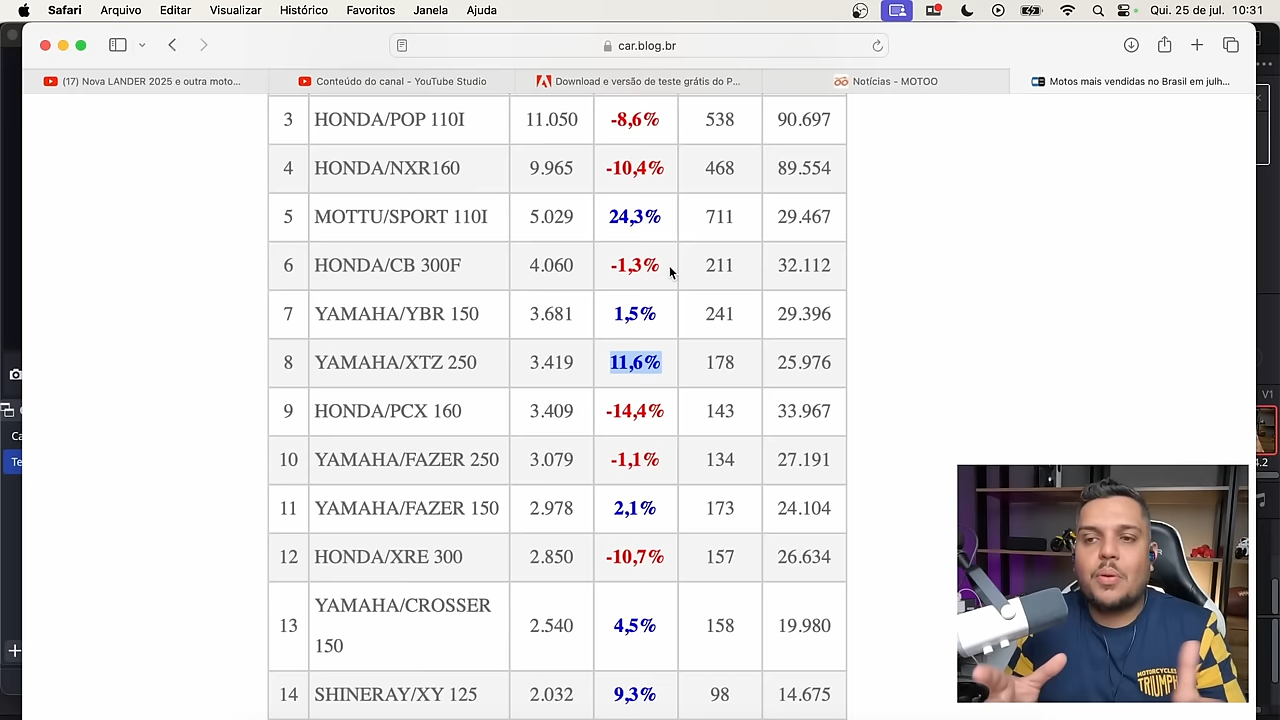 Safari Arquivo Editar Visualizar Histórico Favoritos Janela Ajuda Qui. 25 de jul. 10:31
car.blog.br
(17) Nova LANDER 2025 e outra moto... Conteúdo do canal - YouTube Studio Download e versão de teste grátis do P... Notícias - MOTOO Motos mais vendidas no Brasil em julh...
3 HONDA/POP 110I 11.050 -8,6% 538 90.697
4 HONDA/NXR160 9.965 -10,4% 468 89.554
5 MOTTU/SPORT 110I 5.029 24,3% 711 29.467
6 HONDA/CB 300F 4.060 -1,3% 211 32.112
7 YAMAHA/YBR 150 3.681 1,5% 241 29.396
8 YAMAHA/XTZ 250 3.419 11,6% 178 25.976
9 HONDA/PCX 160 3.409 -14,4% 143 33.967
10 YAMAHA/FAZER 250 3.079 -1,1% 134 27.191
11 YAMAHA/FAZER 150 2.978 2,1% 173 24.104
12 HONDA/XRE 300 2.850 -10,7% 157 26.634
13 YAMAHA/CROSSER
150 2.540 4,5% 158 19.980
14 SHINERAY/XY 125 2.032 9,3% 98 14.675
Ca
Te
V1
4.2
MOTORCYCLES
TRIUMPH